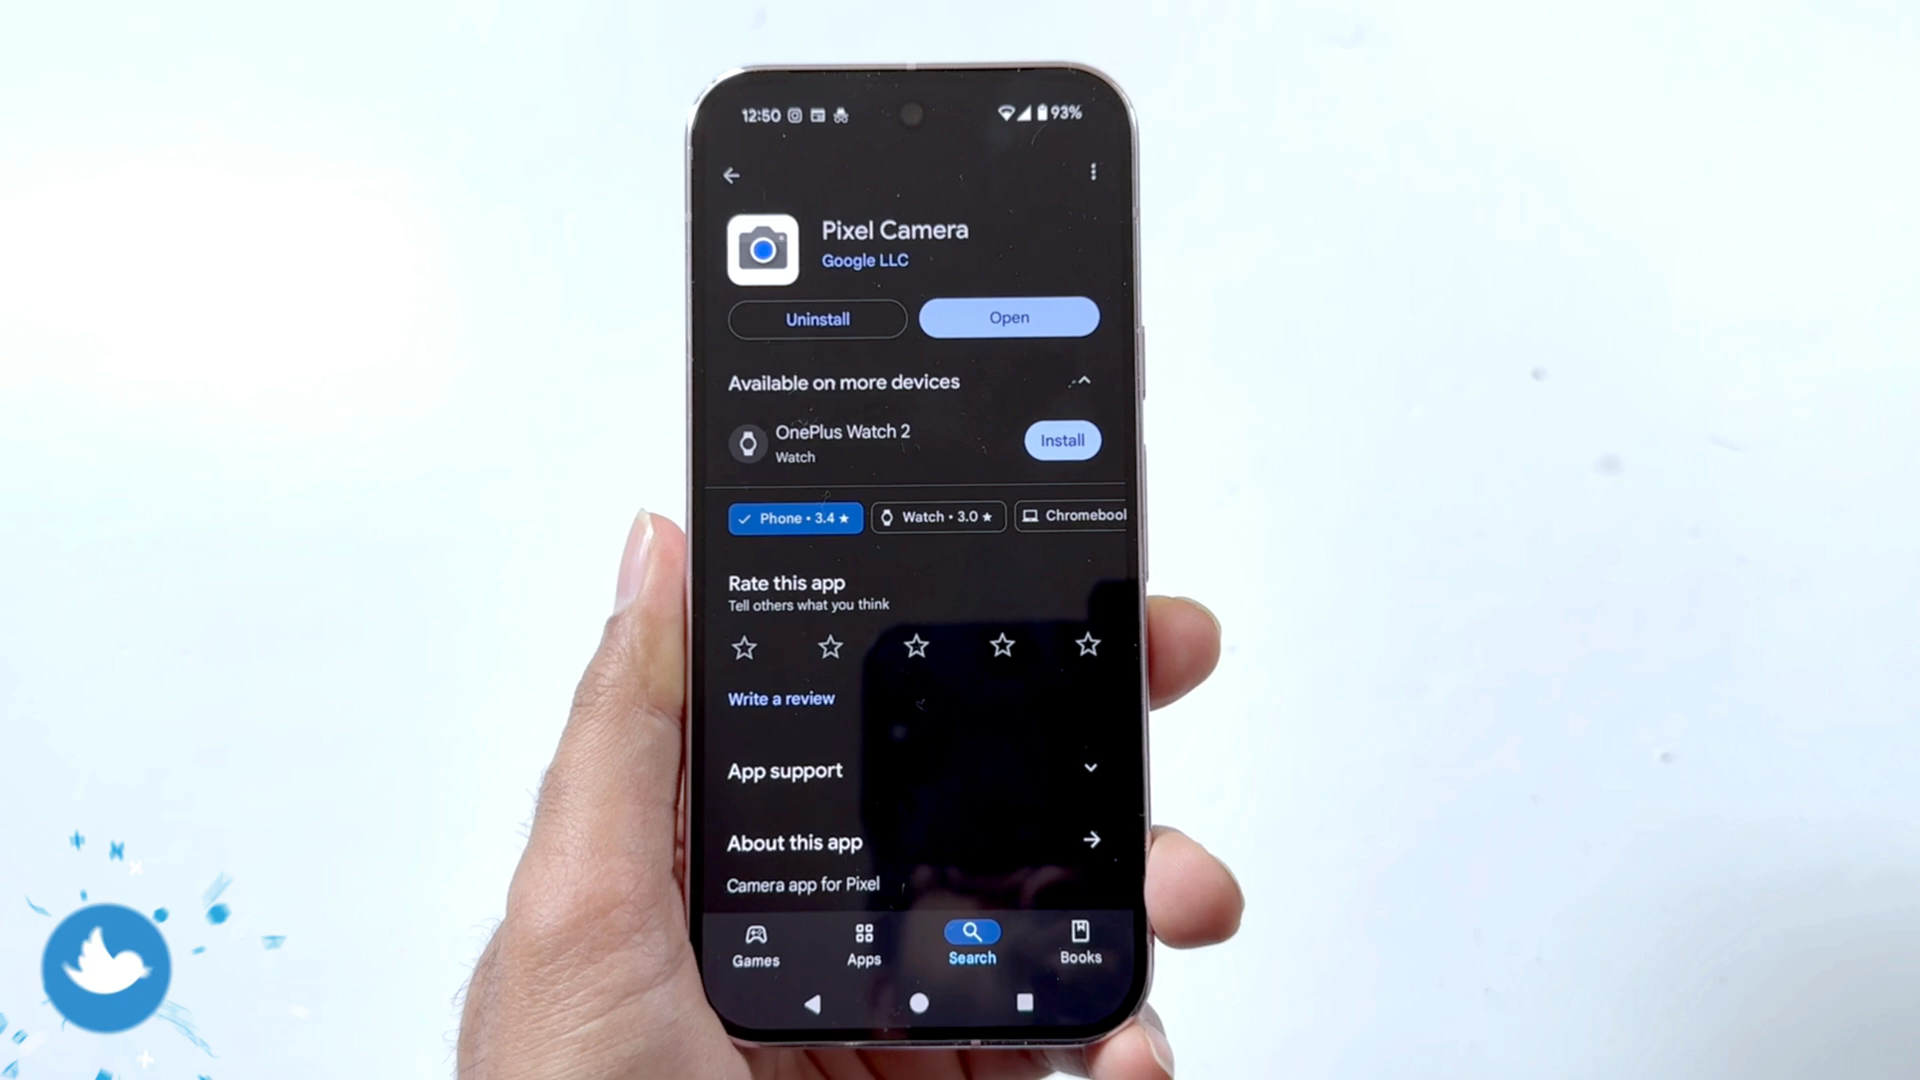 12:50 93%
Pixel Camera
Google LLC
Uninstall Open
Available on more devices
OnePlus Watch 2
Watch
Install
Phone • 3.4 ★ Watch • 3.0 ★ Chromebool
Rate this app
Tell others what you think
Write a review
App support
About this app
Camera app for Pixel
Games Apps Search Books